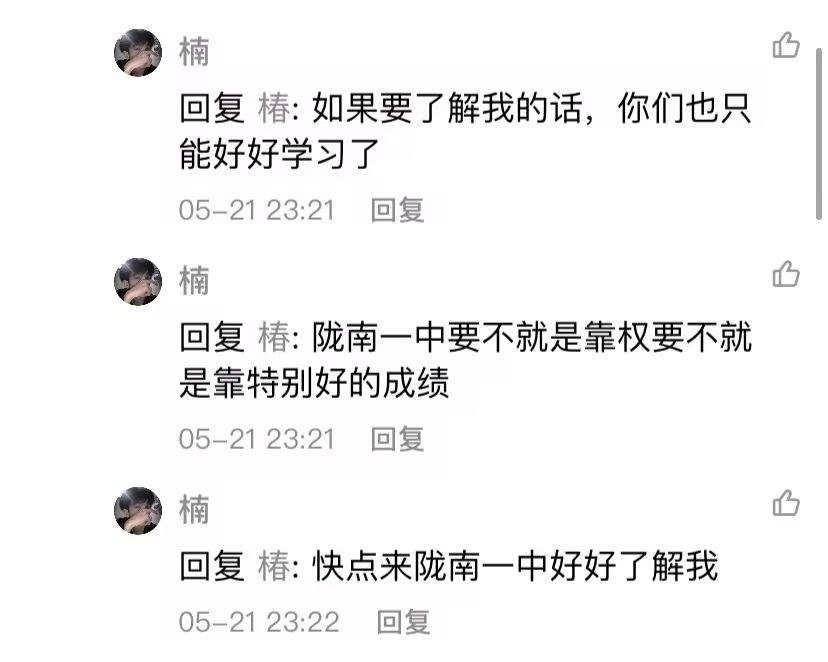 楠
回复 椿: 如果要了解我的话，你们也只
能好好学习了
05-21 23:21 回复
楠
回复 椿: 陇南一中要不就是靠权要不就
是靠特别好的成绩
05-21 23:21 回复
楠
回复 椿: 快点来陇南一中好好了解我
05-21 23:22 回复